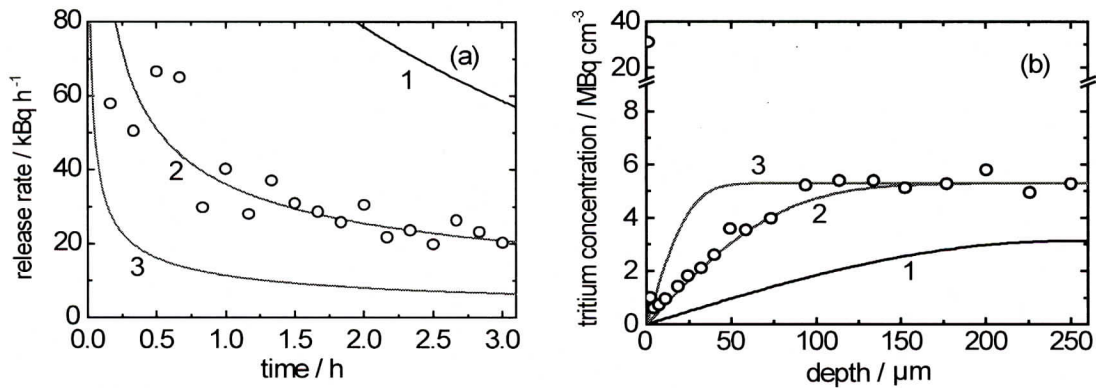 (a)
release rate / kBq h⁻¹
80
60
40
20
0
1
2
3
0.0 0.5 1.0 1.5 2.0 2.5 3.0
time / h
(b)
tritium concentration / MBq cm⁻³
40
30
8
6
4
2
0
3
2
1
0 50 100 150 200 250
depth / µm